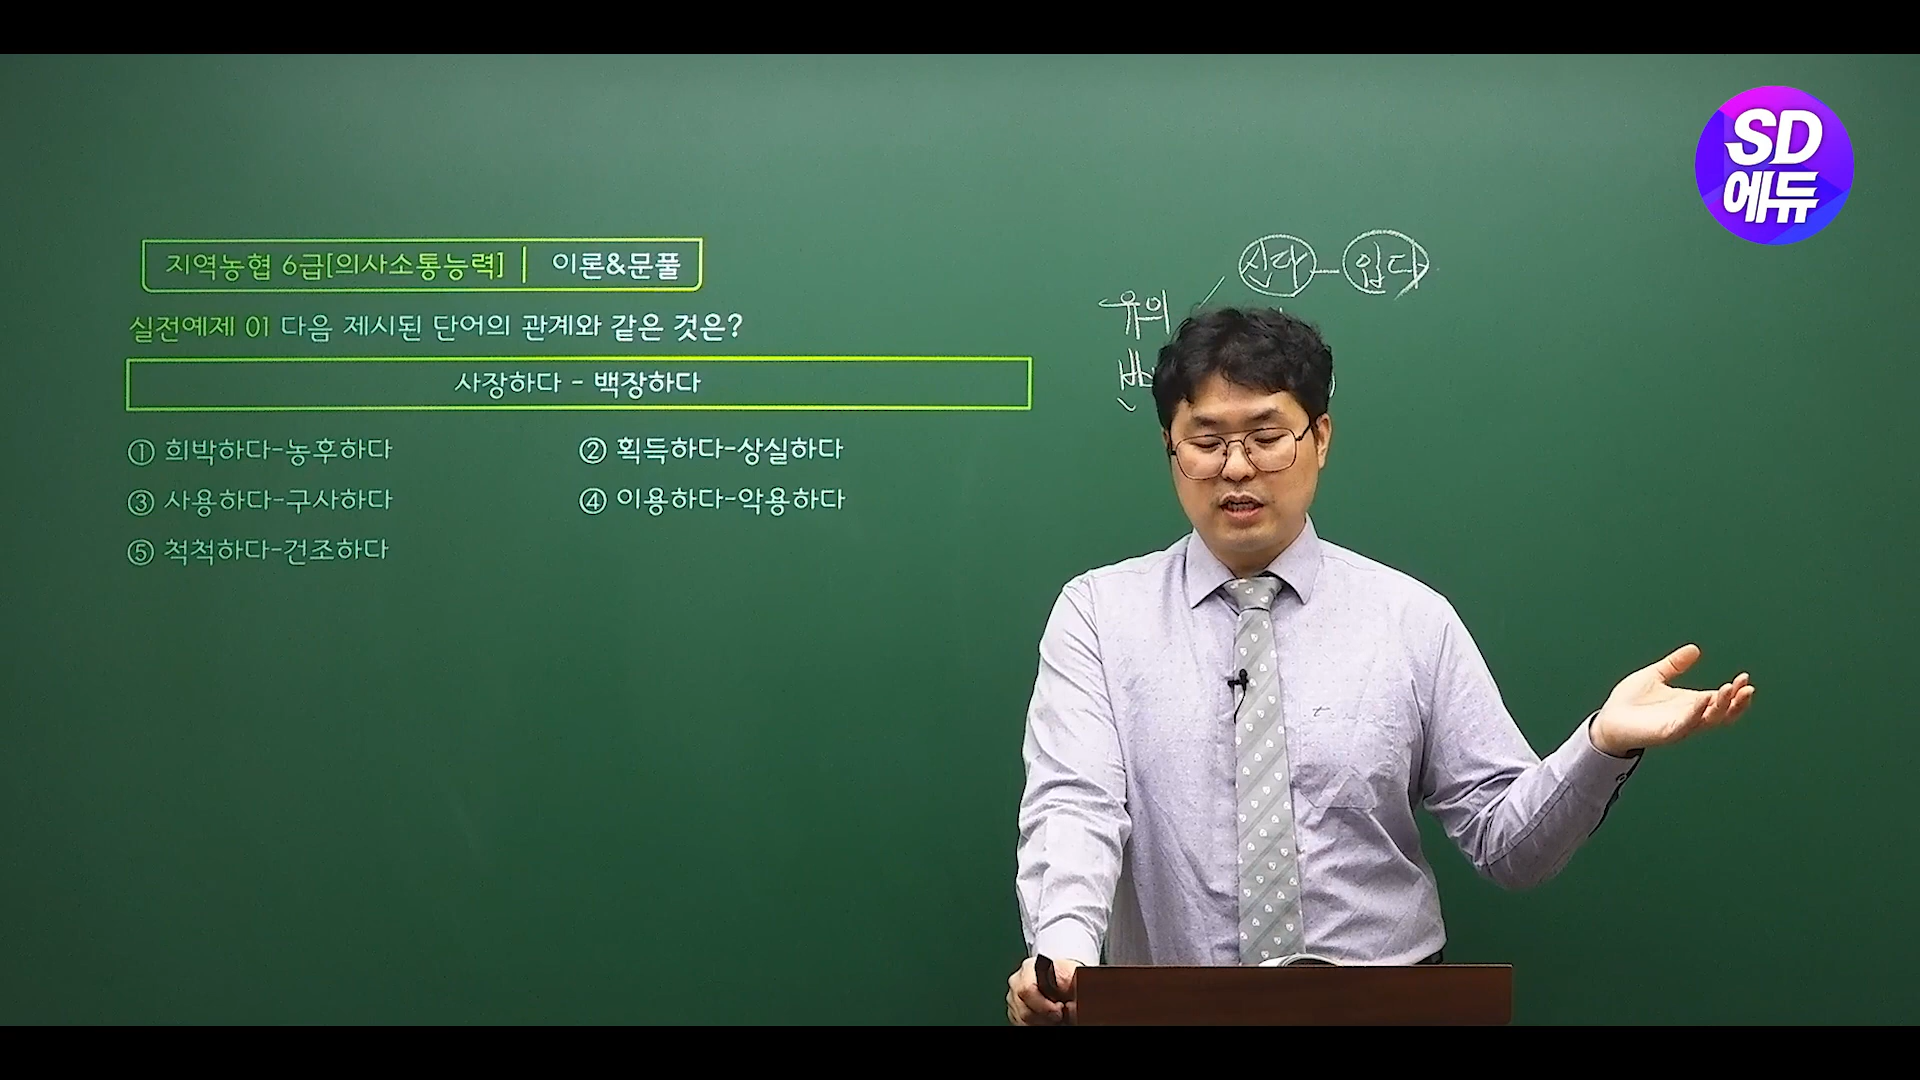 SD
에듀
지역농협 6급[의사소통능력] | 이론&문풀
실전예제 01 다음 제시된 단어의 관계와 같은 것은?
사장하다 - 백장하다
① 희박하다-농후하다
② 획득하다-상실하다
③ 사용하다-구사하다
④ 이용하다-악용하다
⑤ 척척하다-건조하다
신다 - 입다
유의